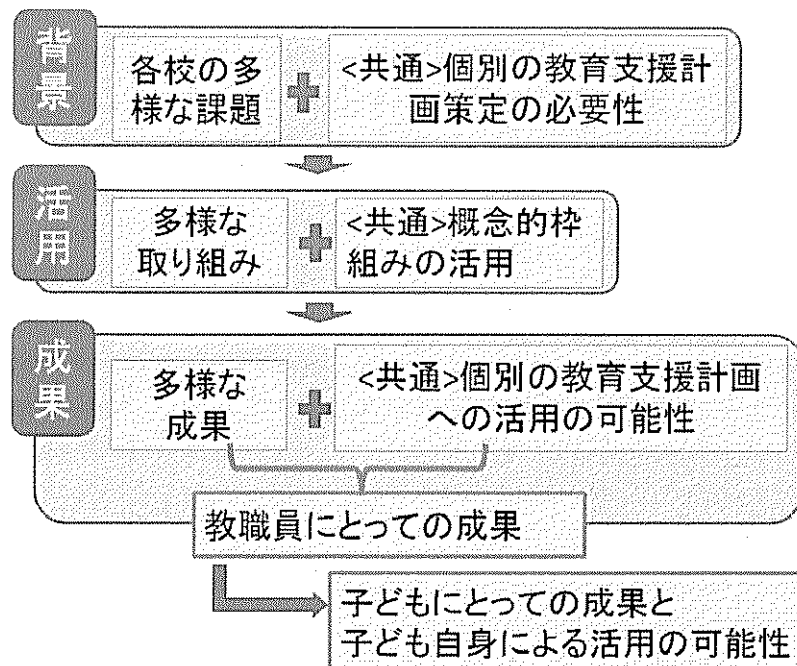 背景
各校の多
様な課題
+
<共通>個別の教育支援計
画策定の必要性
活用
多様な
取り組み
+
<共通>概念的枠
組みの活用
成果
多様な
成果
+
<共通>個別の教育支援計画
への活用の可能性
教職員にとっての成果
子どもにとっての成果と
子ども自身による活用の可能性